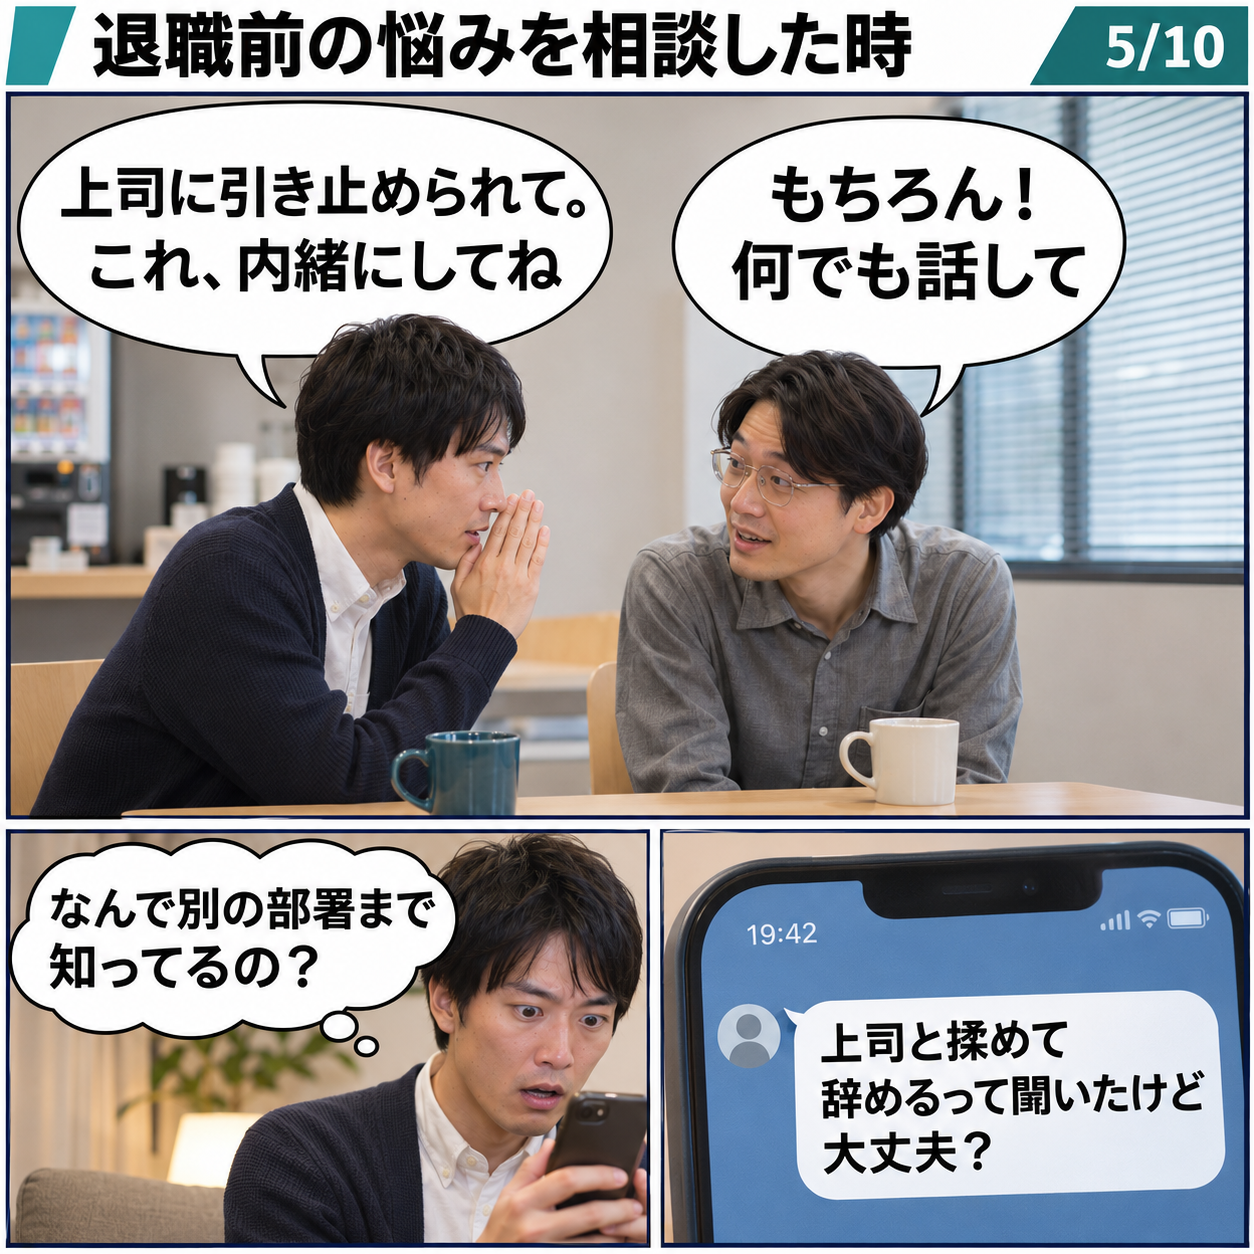 退職前の悩みを相談した時
5/10
上司に引き止められて。
これ、内緒にしてね
もちろん！
何でも話して
なんで別の部署まで
知ってるの？
19:42
上司と揉めて
辞めるって聞いたけど
大丈夫？